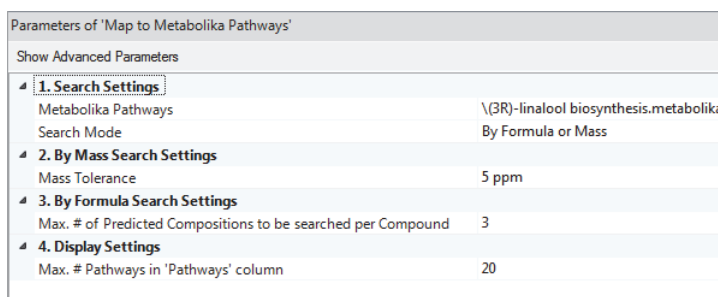 Parameters of 'Map to Metabolika Pathways'
Show Advanced Parameters
1. Search Settings
Metabolika Pathways \(3R)-linalool biosynthesis.metabolika
Search Mode By Formula or Mass
2. By Mass Search Settings
Mass Tolerance 5 ppm
3. By Formula Search Settings
Max. # of Predicted Compositions to be searched per Compound 3
4. Display Settings
Max. # Pathways in 'Pathways' column 20